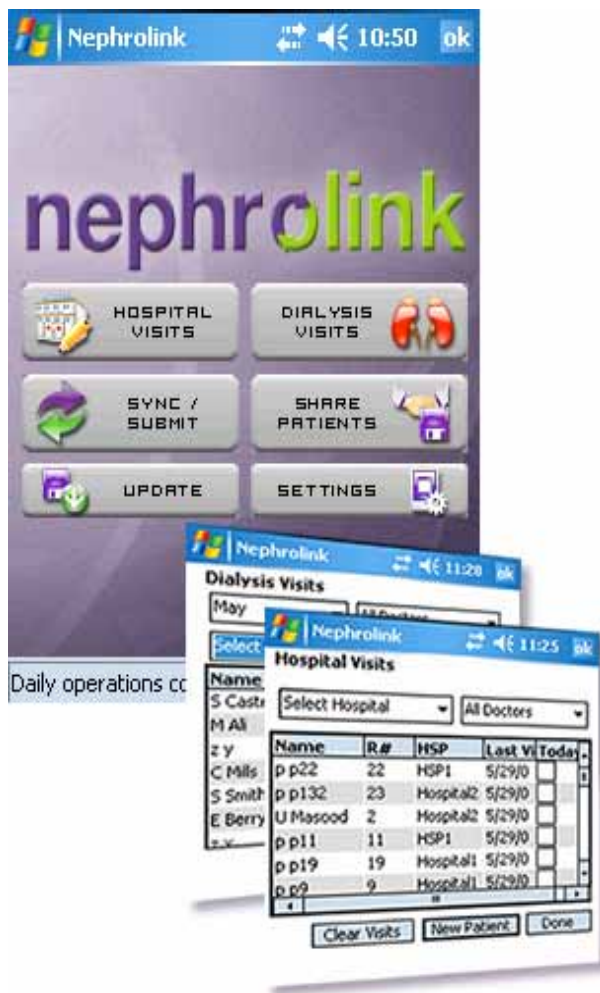 Nephrolink 10:50 ok
nephrolink
HOSPITAL VISITS
DIALYSIS VISITS
SYNC / SUBMIT
SHARE PATIENTS
UPDATE
SETTINGS
Daily operations
Nephrolink 11:20 ok
Dialysis Visits
May All Doctors
Select
Name
S
M Ali
z y
C Mills
S Smith
E Berry
z y
Nephrolink 11:25 ok
Hospital Visits
Select Hospital All Doctors
Name R# HSP Last Vi Today
p p22 22 HSP1 5/29/0
p p132 23 Hospital2 5/29/0
U Masood 2 Hospital2 5/29/0
p p11 11 HSP1 5/29/0
p p19 19 Hospital1 5/29/0
p p9 9 Hospital1 5/29/0
Clear Visits New Patient Done